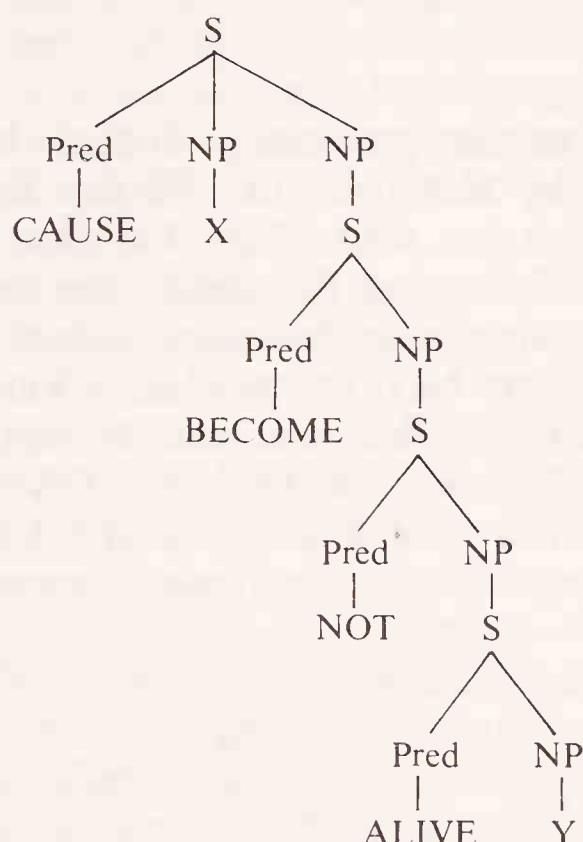 S
Pred NP NP
CAUSE X S
Pred NP
BECOME S
Pred NP
NOT S
Pred NP
ALIVE Y